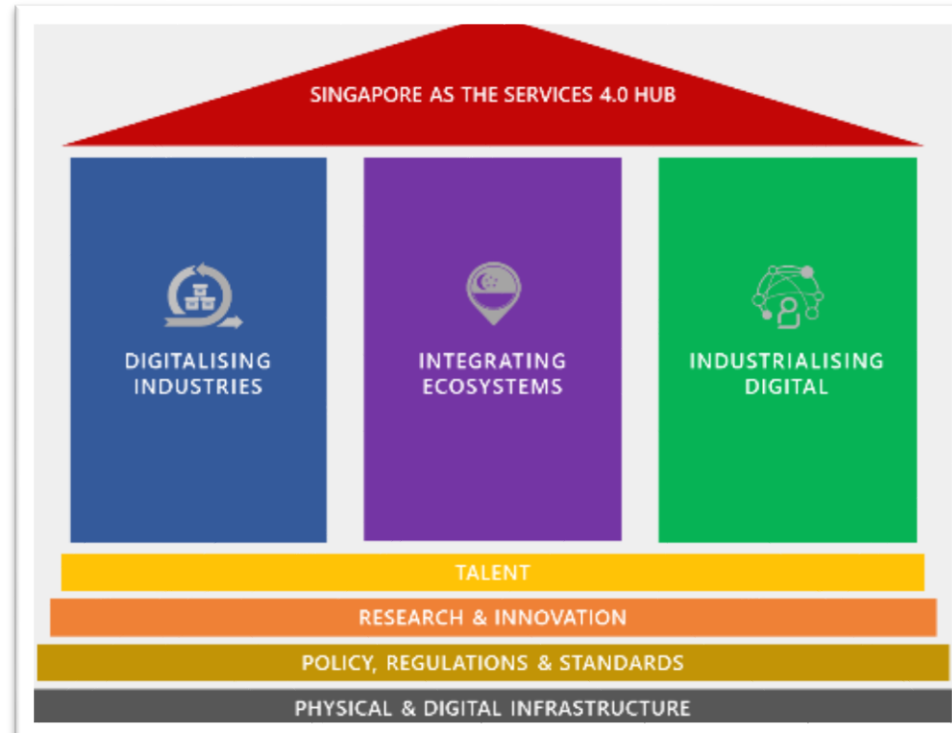 SINGAPORE AS THE SERVICES 4.0 HUB
DIGITALISING
INDUSTRIES
INTEGRATING
ECOSYSTEMS
INDUSTRIALISING
DIGITAL
TALENT
RESEARCH & INNOVATION
POLICY, REGULATIONS & STANDARDS
PHYSICAL & DIGITAL INFRASTRUCTURE